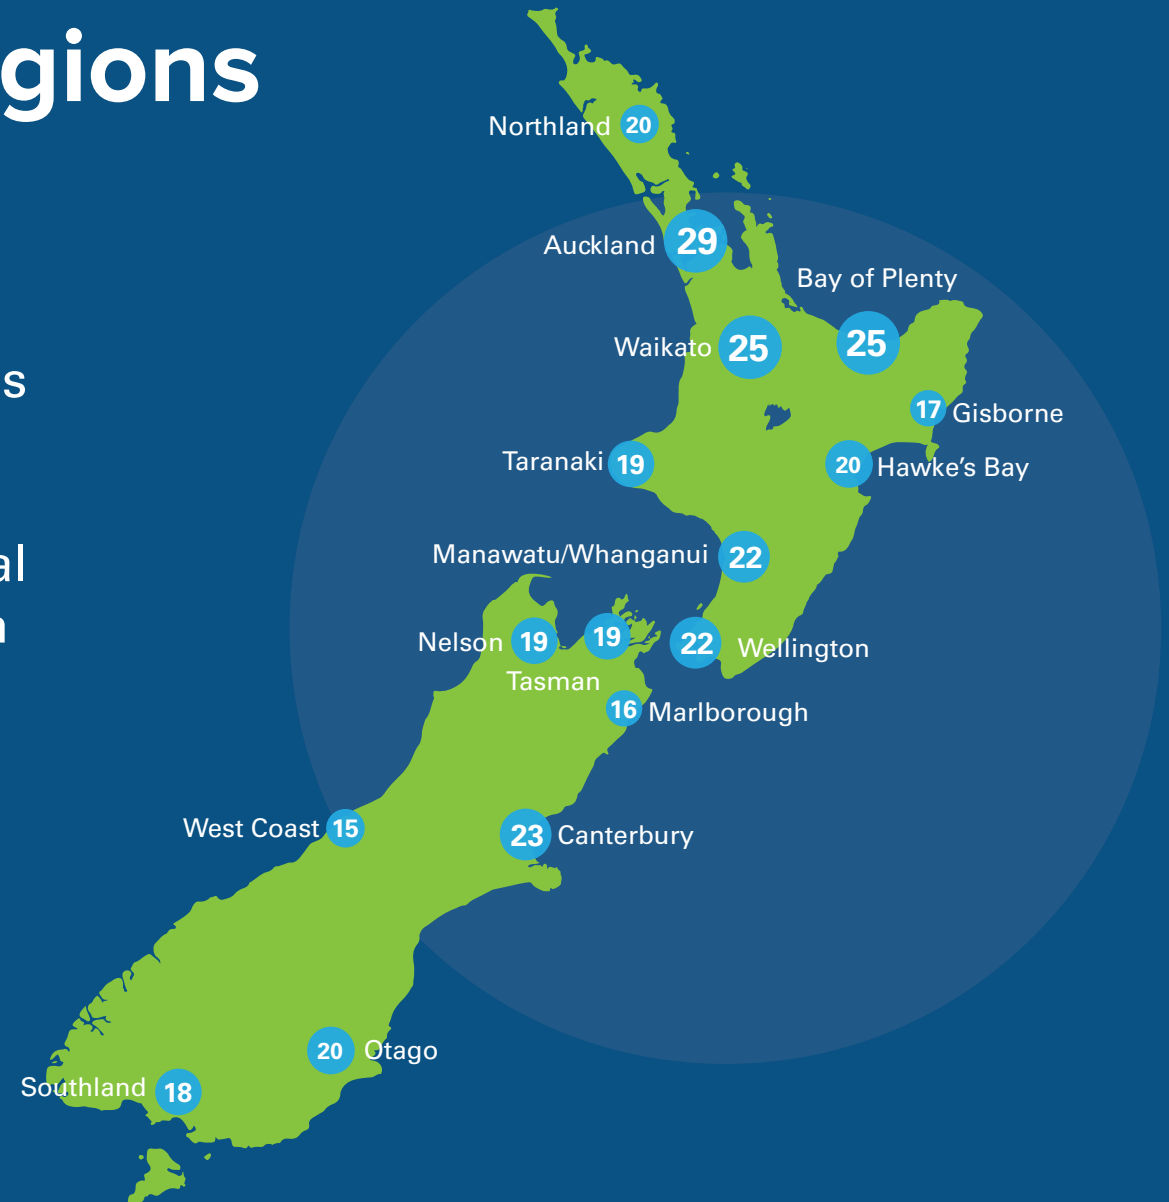 gions
Northland 20
Auckland 29
Bay of Plenty
Waikato 25
25
s
17 Gisborne
Taranaki 19
20 Hawke's Bay
Manawatu/Whanganui 22
al
n
Nelson 19
19
22 Wellington
Tasman
16 Marlborough
West Coast 15
23 Canterbury
20 Otago
Southland 18